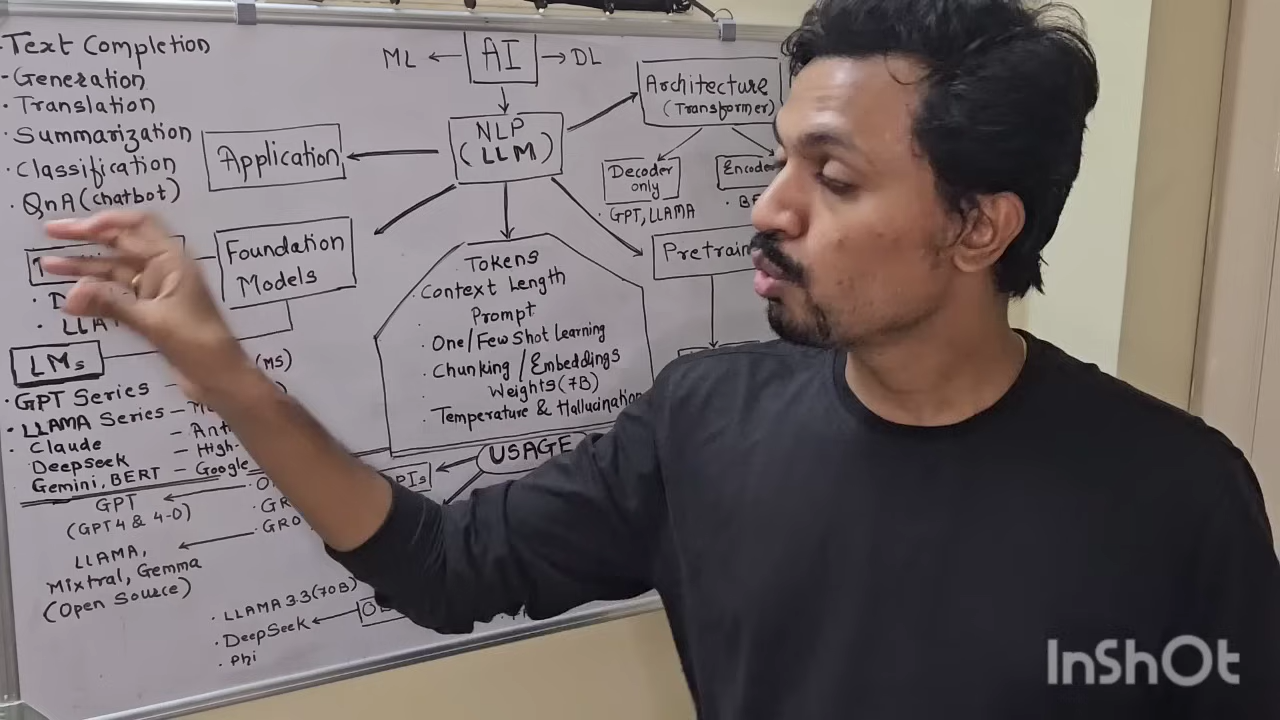 · Text Completion
· Generation
· Translation
· Summarization
· Classification
· QnA (chatbot)
ML ← AI → DL
NLP
(LLM)
Application
Architecture
(Transformer)
Decoder
only
· GPT, LLAMA
Encoder
Foundation
Models
LMs
(MS)
· GPT Series –
· LLAMA Series –
· Claude –
DeepSeek –
Gemini, BERT – Google
Tokens
· Context Length
Prompt
· One/Few Shot Learning
· Chunking / Embeddings
· Weights (7B)
· Temperature & Hallucination
USAGE
GPT
(GPT4 & 4-O)
LLAMA,
Mixtral, Gemma
(Open Source)
· LLAMA 3.3 (70B)
· DeepSeek
· Phi
InShOt